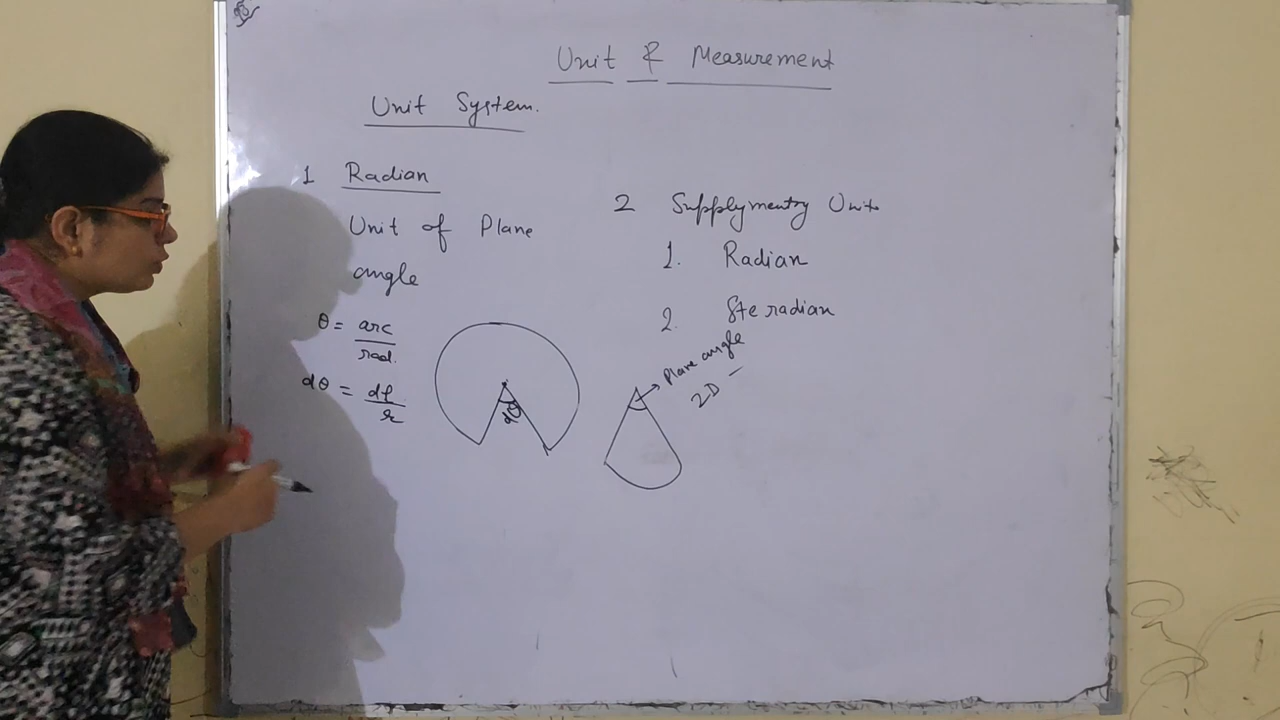 Unit & Measurement
Unit System.
1 Radian
Unit of Plane
angle
θ = arc
rad.
dθ = dl
r
dθ
2 Supplymentry Units
1. Radian
2. Ste radian
Plane angle
2D -